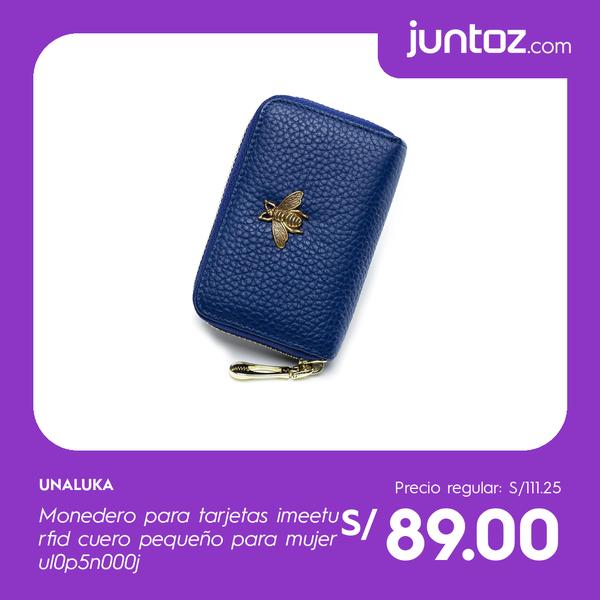 juntoz.com
UNALUKA
Monedero para tarjetas imeetu
rfid cuero pequeño para mujer
ul0p5n000j
Precio regular: S/111.25
S/ 89.00